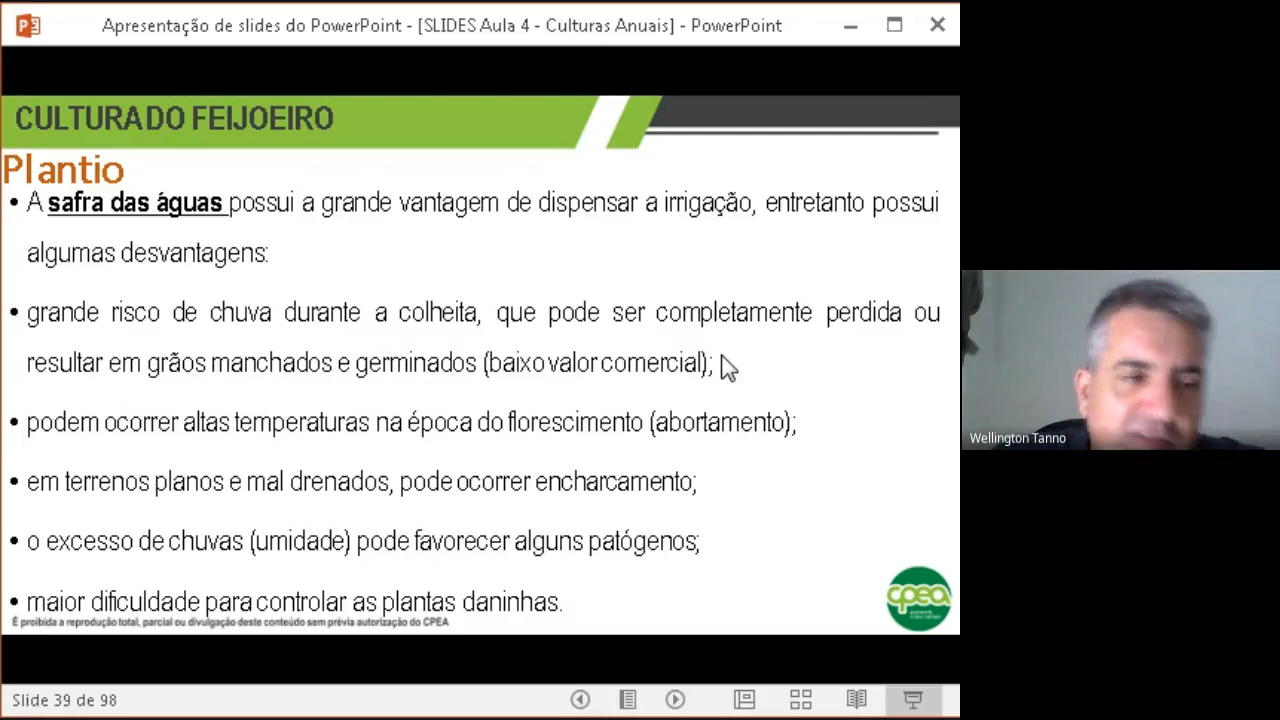 Apresentação de slides do PowerPoint - [SLIDES Aula 4 - Culturas Anuais] - PowerPoint
CULTURA DO FEIJOEIRO
Plantio
• A safra das águas possui a grande vantagem de dispensar a irrigação, entretanto possui
algumas desvantagens:
• grande risco de chuva durante a colheita, que pode ser completamente perdida ou
resultar em grãos manchados e germinados (baixo valor comercial);
• podem ocorrer altas temperaturas na época do florescimento (abortamento);
• em terrenos planos e mal drenados, pode ocorrer encharcamento;
• o excesso de chuvas (umidade) pode favorecer alguns patógenos;
• maior dificuldade para controlar as plantas daninhas.
É proibida a reprodução total, parcial ou divulgação deste conteúdo sem prévia autorização do CPEA
cpea
Slide 39 de 98
Wellington Tanno